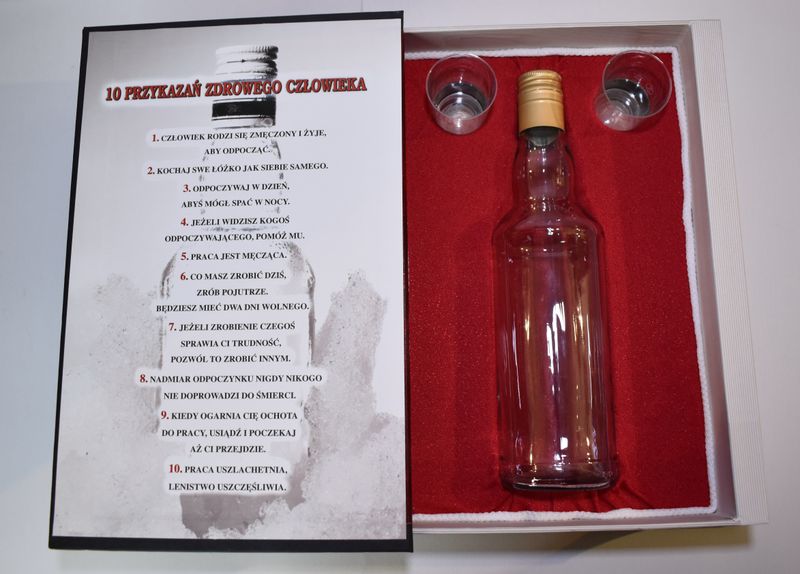 10 PRZYKAZAŃ ZDROWEGO CZŁOWIEKA
1. CZŁOWIEK RODZI SIĘ ZMĘCZONY I ŻYJE,
ABY ODPOCZĄĆ.
2. KOCHAJ SWE ŁÓŻKO JAK SIEBIE SAMEGO.
3. ODPOCZYWAJ W DZIEŃ,
ABYŚ MÓGŁ SPAĆ W NOCY.
4. JEŻELI WIDZISZ KOGOŚ
ODPOCZYWAJĄCEGO, POMÓŻ MU.
5. PRACA JEST MĘCZĄCA.
6. CO MASZ ZROBIĆ DZIŚ,
ZRÓB POJUTRZE.
BĘDZIESZ MIEĆ DWA DNI WOLNEGO.
7. JEŻELI ZROBIENIE CZEGOŚ
SPRAWIA CI TRUDNOŚĆ,
POZWÓL TO ZROBIĆ INNYM.
8. NADMIAR ODPOCZYNKU NIGDY NIKOGO
NIE DOPROWADZI DO ŚMIERCI.
9. KIEDY OGARNIA CIĘ OCHOTA
DO PRACY, USIĄDŹ I POCZEKAJ
AŻ CI PRZEJDZIE.
10. PRACA USZLACHETNIA,
LENISTWO USZCZĘŚLIWIA.